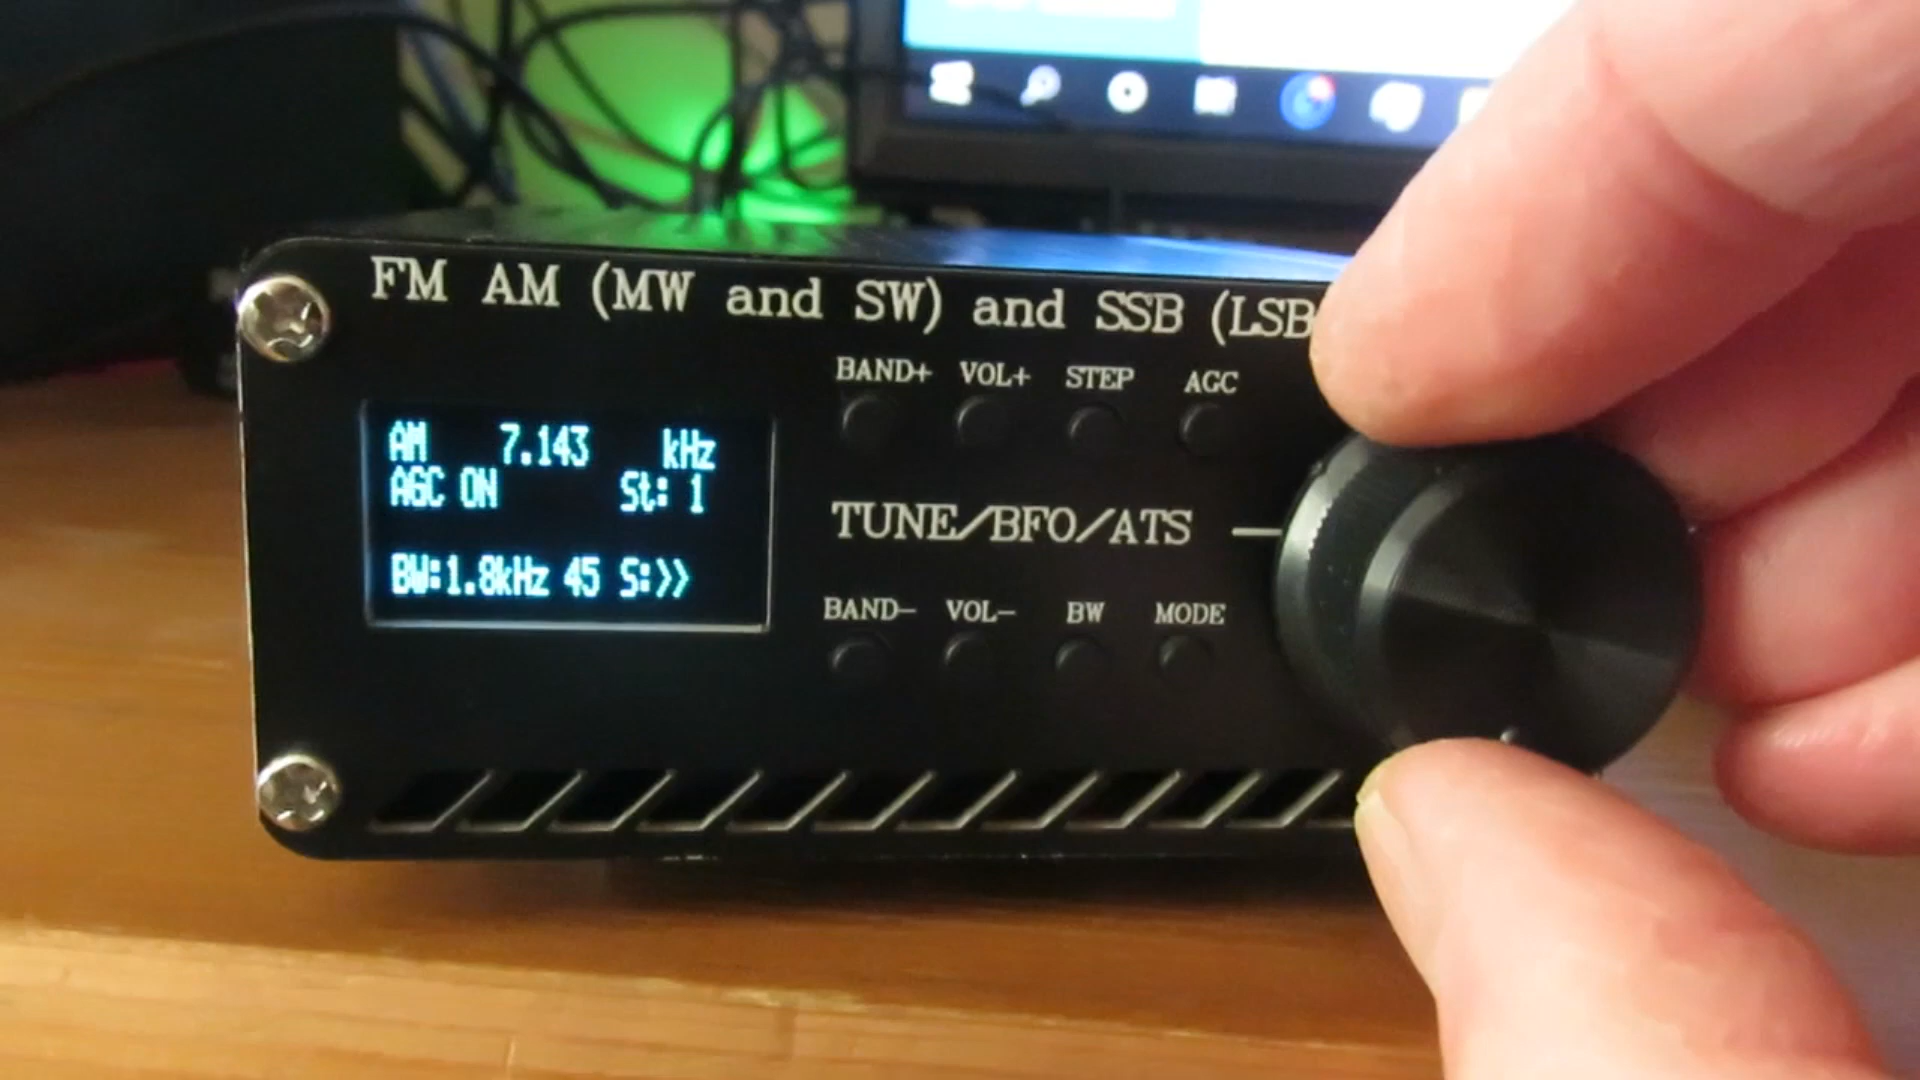 FM AM (MW and SW) and SSB (LSB
BAND+ VOL+ STEP AGC
AM 7.143 kHz
AGC ON St: 1
TUNE/BFO/ATS
BW:1.8kHz 45 S:>>
BAND- VOL- BW MODE